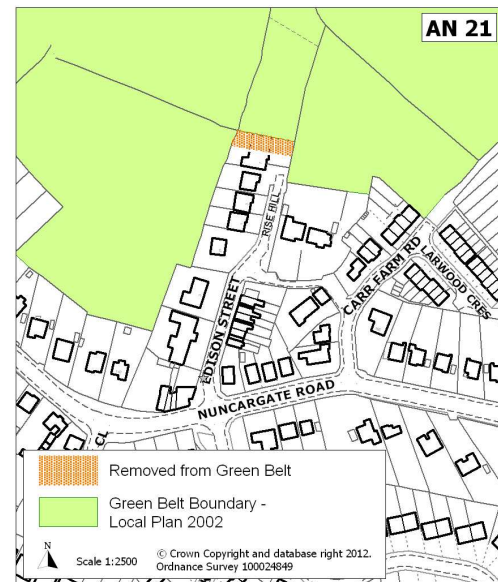 AN 21
RISE HILL
EDISON STREET
CARR FARM RD
LARWOOD CRES
NUNCARGATE ROAD
CL
Removed from Green Belt
Green Belt Boundary -
Local Plan 2002
N
Scale 1:2500
© Crown Copyright and database right 2012.
Ordnance Survey 100024849